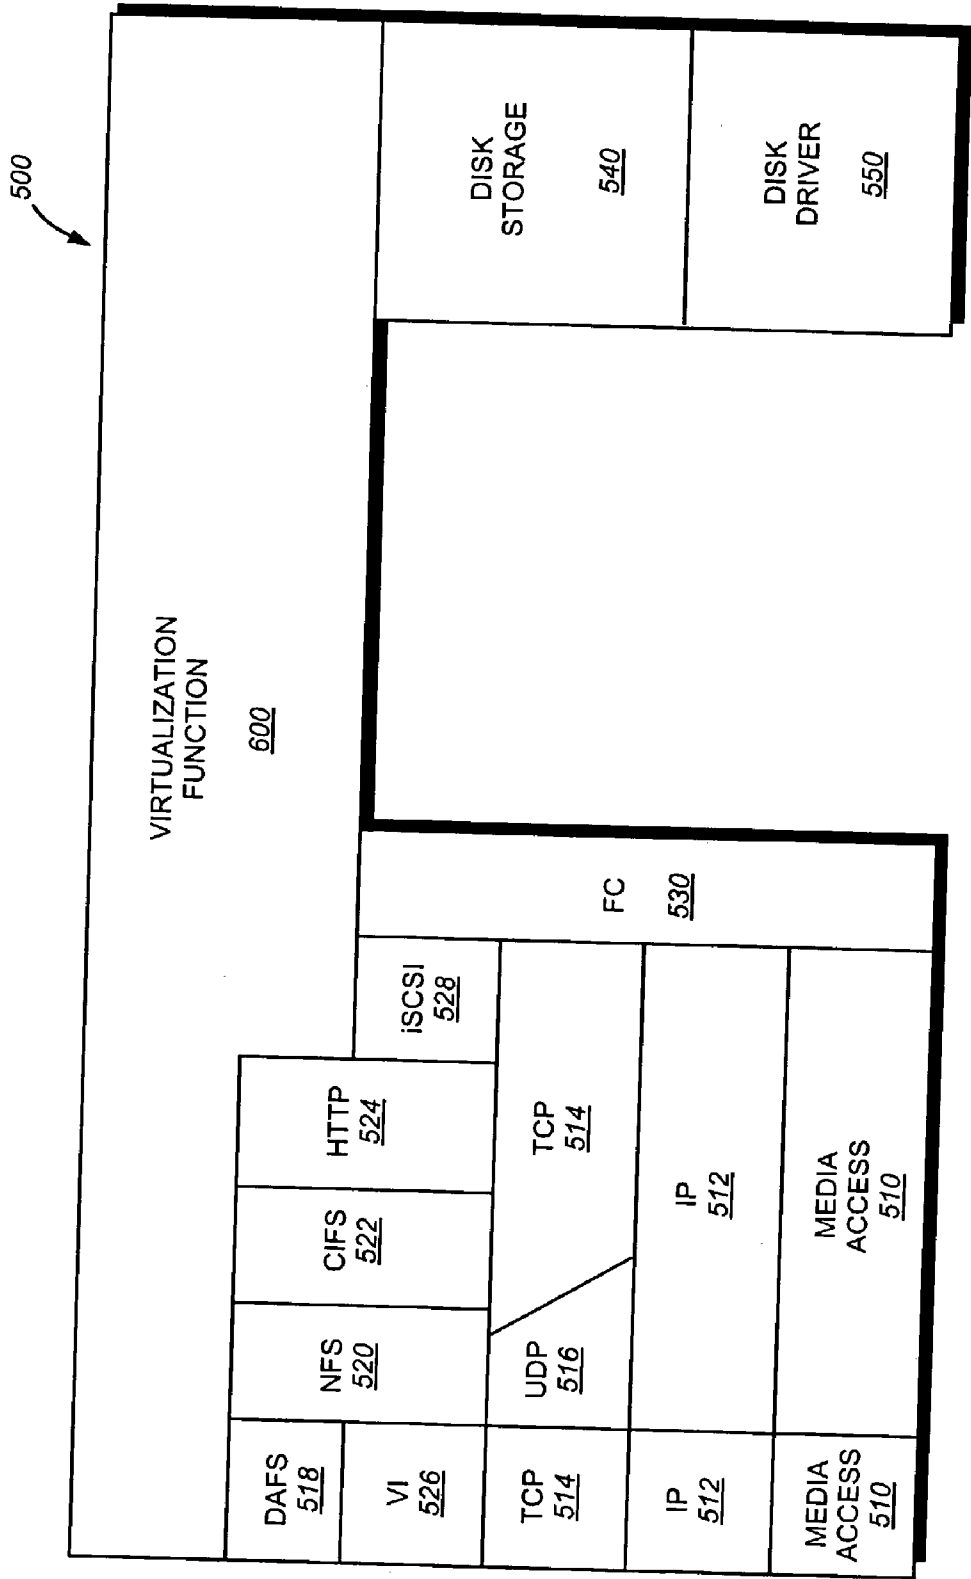 500
VIRTUALIZATION
FUNCTION
600
DAFS
518
NFS
520
CIFS
522
HTTP
524
VI
526
iSCSI
528
FC
530
TCP
514
UDP
516
TCP
514
IP
512
IP
512
MEDIA
ACCESS
510
MEDIA
ACCESS
510
DISK
STORAGE
540
DISK
DRIVER
550